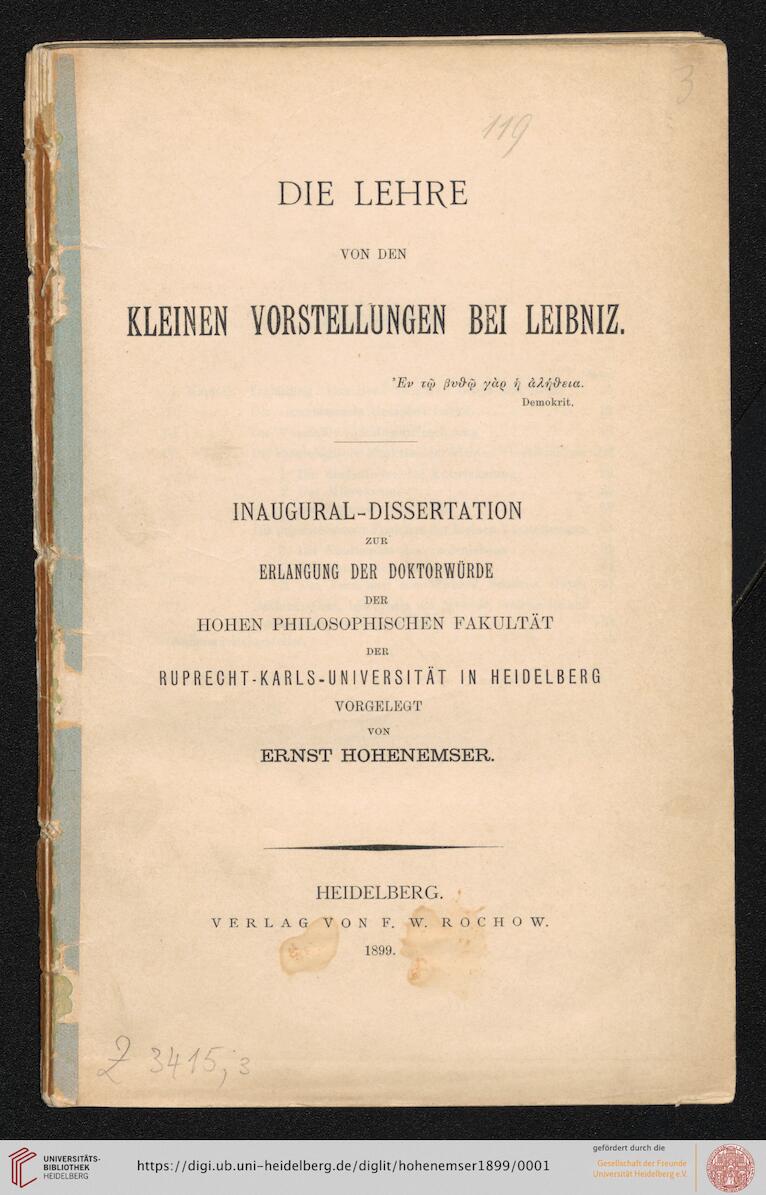 3
119
DIE LEHRE
VON DEN
KLEINEN VORSTELLUNGEN BEI LEIBNIZ.
Ἐν τῷ βυθῷ γὰρ ἡ ἀλήθεια.
Demokrit.
INAUGURAL-DISSERTATION
ZUR
ERLANGUNG DER DOKTORWÜRDE
DER
HOHEN PHILOSOPHISCHEN FAKULTÄT
DER
RUPRECHT-KARLS-UNIVERSITÄT IN HEIDELBERG
VORGELEGT
VON
ERNST HOHENEMSER.
HEIDELBERG.
VERLAG VON F. W. ROCHOW.
1899.
Z 3415,3
UNIVERSITÄTS-
BIBLIOTHEK
HEIDELBERG
https://digi.ub.uni-heidelberg.de/diglit/hohenemser1899/0001
gefördert durch die
Gesellschaft der Freunde
Universität Heidelberg e.V.